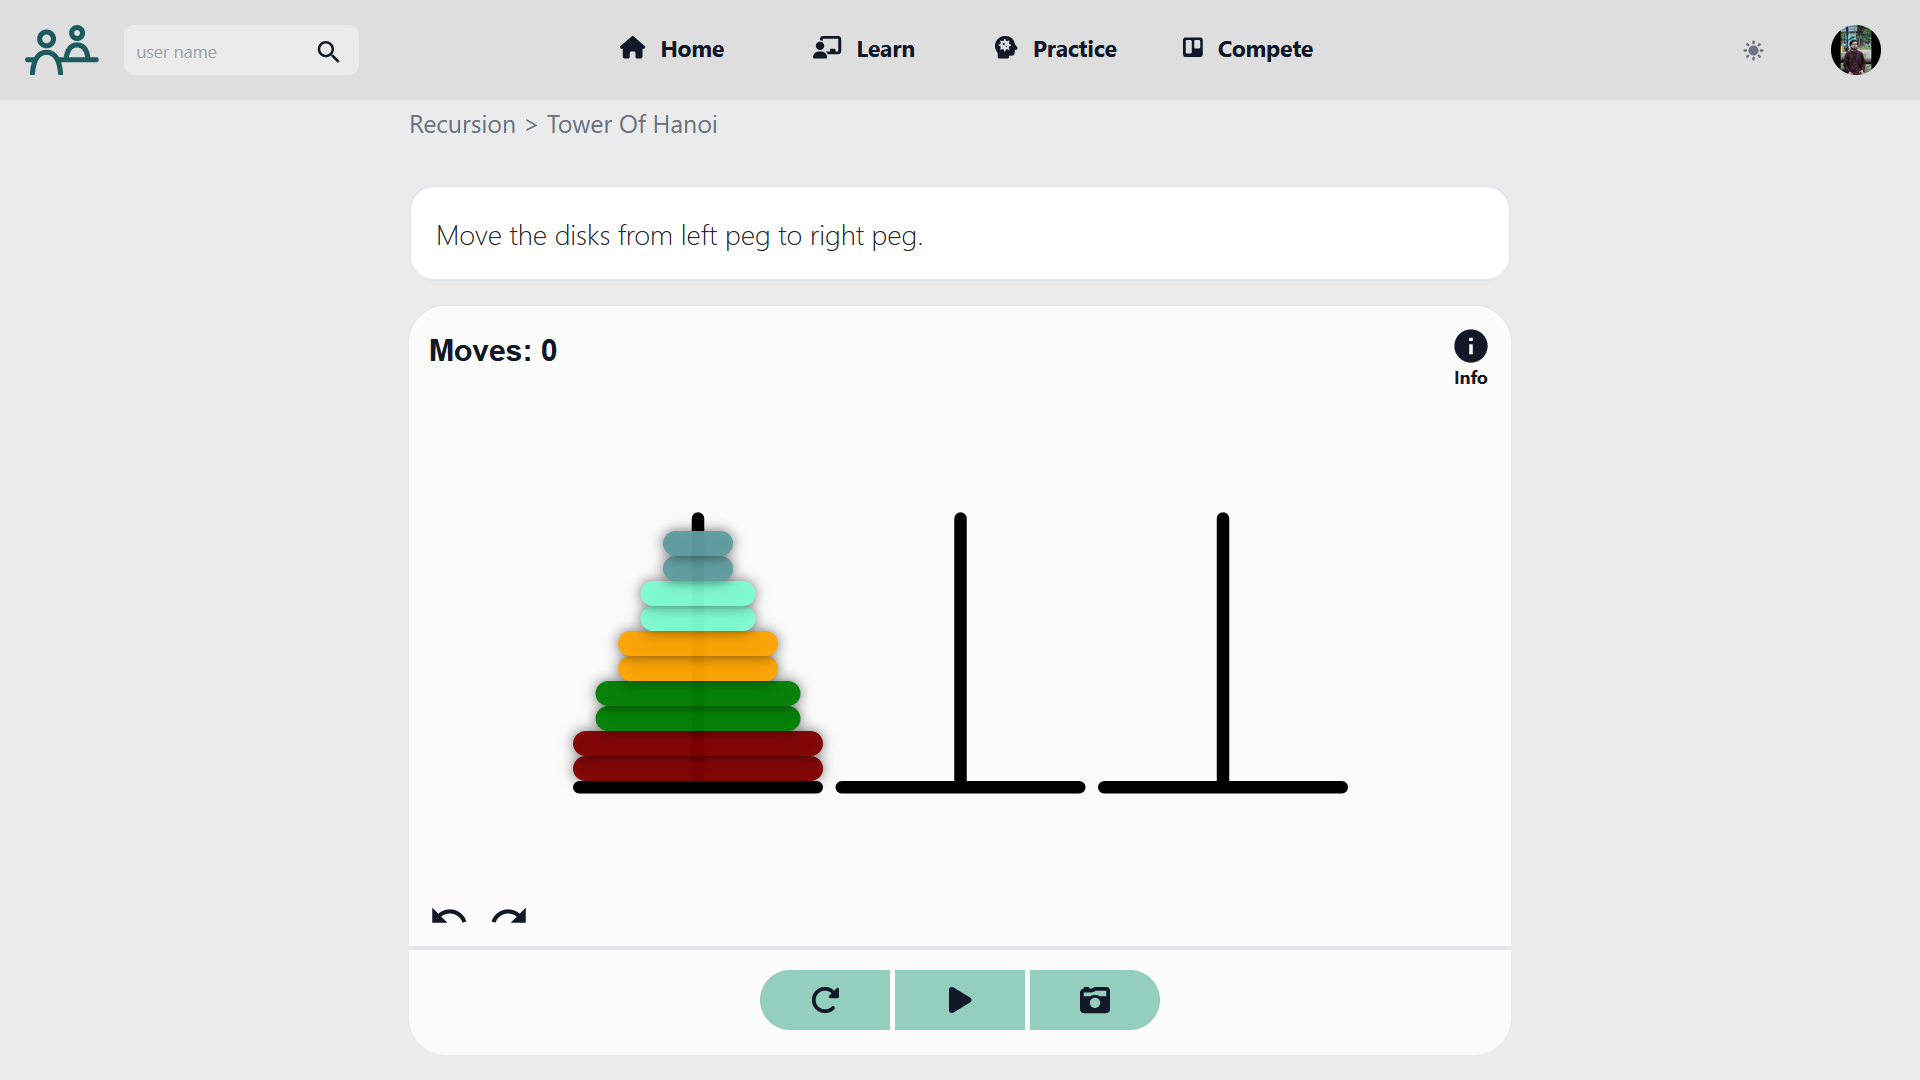 user name
Home
Learn
Practice
Compete
Recursion > Tower Of Hanoi
Move the disks from left peg to right peg.
Moves: 0
Info